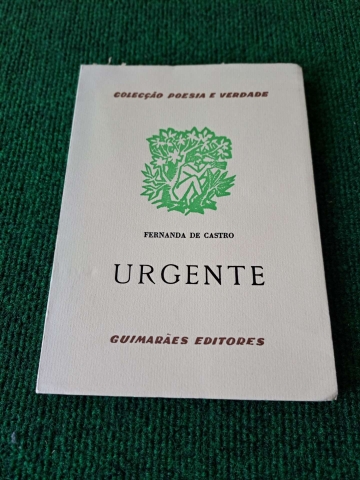 COLECÇÃO POESIA E VERDADE
FERNANDA DE CASTRO
URGENTE
GUIMARÃES EDITORES